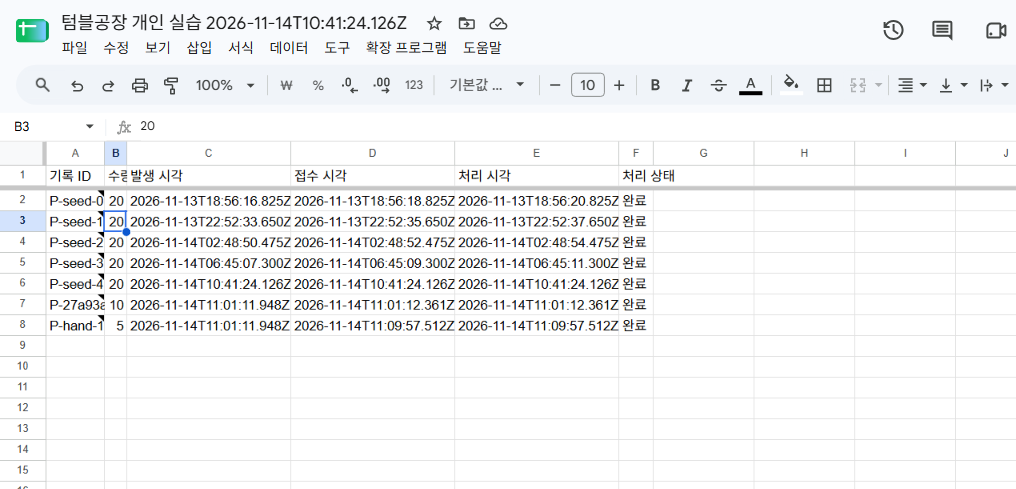 텀블공장 개인 실습 2026-11-14T10:41:24.126Z
파일 수정 보기 삽입 서식 데이터 도구 확장 프로그램 도움말
100% ₩ % .0 .00 123 기본값 ... 10 B I A
B3 fx 20
A B C D E F G H I J
1 기록 ID 수량 발생 시각 접수 시각 처리 시각 처리 상태
2 P-seed-0 20 2026-11-13T18:56:16.825Z 2026-11-13T18:56:18.825Z 2026-11-13T18:56:20.825Z 완료
3 P-seed-1 20 2026-11-13T22:52:33.650Z 2026-11-13T22:52:35.650Z 2026-11-13T22:52:37.650Z 완료
4 P-seed-2 20 2026-11-14T02:48:50.475Z 2026-11-14T02:48:52.475Z 2026-11-14T02:48:54.475Z 완료
5 P-seed-3 20 2026-11-14T06:45:07.300Z 2026-11-14T06:45:09.300Z 2026-11-14T06:45:11.300Z 완료
6 P-seed-4 20 2026-11-14T10:41:24.126Z 2026-11-14T10:41:24.126Z 2026-11-14T10:41:24.126Z 완료
7 P-27a93a 10 2026-11-14T11:01:11.948Z 2026-11-14T11:01:12.361Z 2026-11-14T11:01:12.361Z 완료
8 P-hand-1 5 2026-11-14T11:01:11.948Z 2026-11-14T11:09:57.512Z 2026-11-14T11:09:57.512Z 완료
9
10
11
12
13
14
15